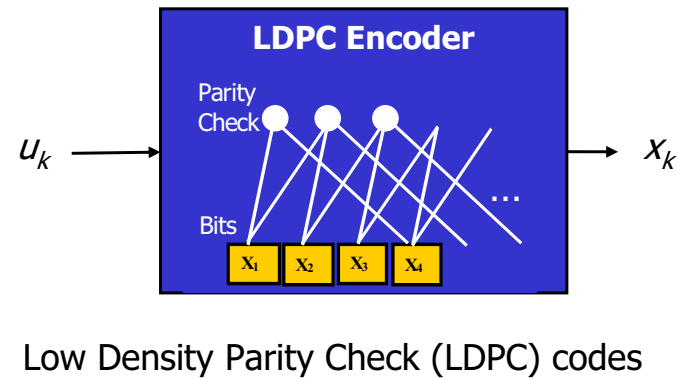 LDPC Encoder
Parity
Check
u_k
x_k
...
Bits
X₁ X₂ X₃ X₄
Low Density Parity Check (LDPC) codes